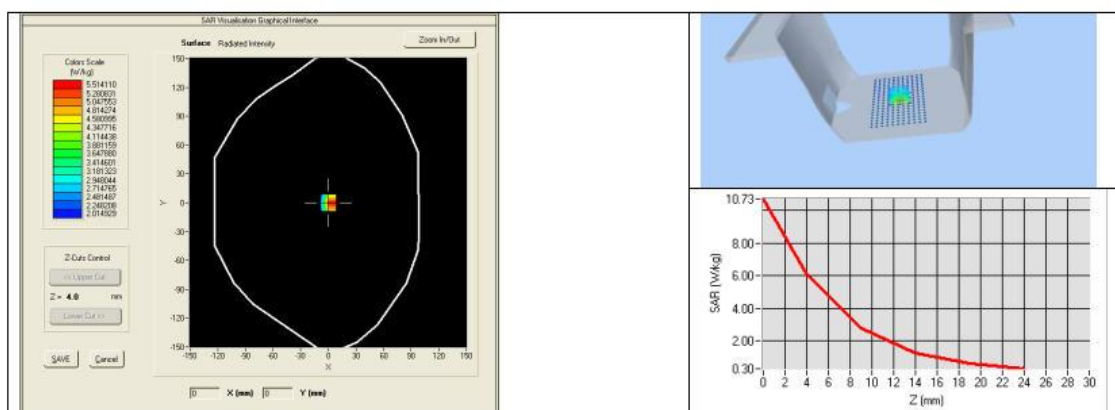 SAR Visualisation Graphical Interface
Surface Radiated Intensity
Zoom In/Out
Colors Scale
(W/kg)
5.514110
5.280831
5.047553
4.814274
4.580995
4.347716
4.114438
3.881159
3.647880
3.414601
3.181323
2.948044
2.714765
2.481487
2.248208
2.014929
Z-Cuts Control
<< Upper Cut
Z = 4.0 mm
Lower Cut >>
SAVE Cancel
150
120
90
60
30
0
-30
-60
-90
-120
-150
Y
-150 -120 -90 -60 -30 0 30 60 90 120 150
X
0 X (mm) 0 Y (mm)
10.73
8.00
6.00
4.00
2.00
0.30
SAR (W/kg)
0 2 4 6 8 10 12 14 16 18 20 22 24 26 28 30
Z (mm)